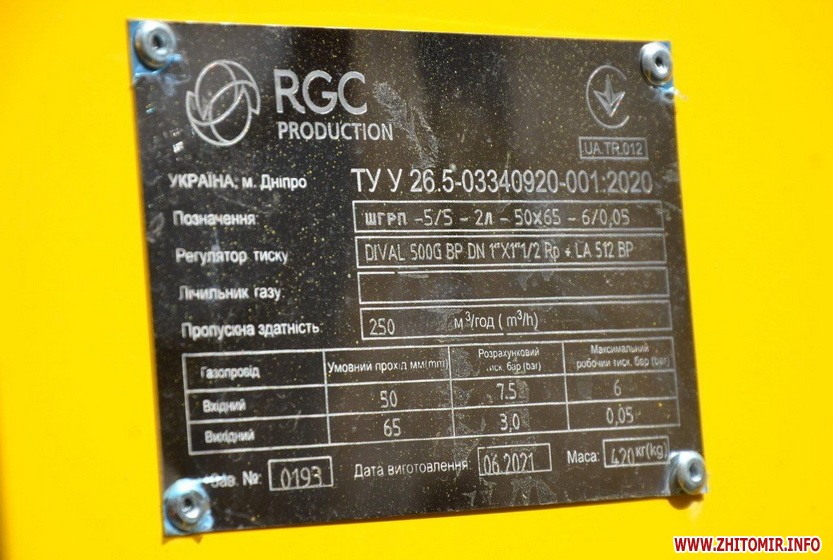 RGC
PRODUCTION
UA.TR.012
УКРАЇНА; м. Дніпро ТУ У 26.5-03340920-001:2020
Позначення: ШГРП -5/5 - 2л - 50х65 - 6/0,05
Регулятор тиску DIVAL 500G BP DN 1"X1"1/2 Rp + LA 512 BP
Лічильник газу
Пропускна здатність: 250 м³/год ( m³/h)
Газопровід Умовний прохід мм(mm) Розрахунковий тиск, бар (bar) Максимальний робочий тиск, бар (bar)
Вхідний 50 7.5 6
Вихідний 65 3,0 0,05
Зав. №: 0193 Дата виготовлення: 06.2021 Маса: 420 кг(kg)
WWW.ZHITOMIR.INFO